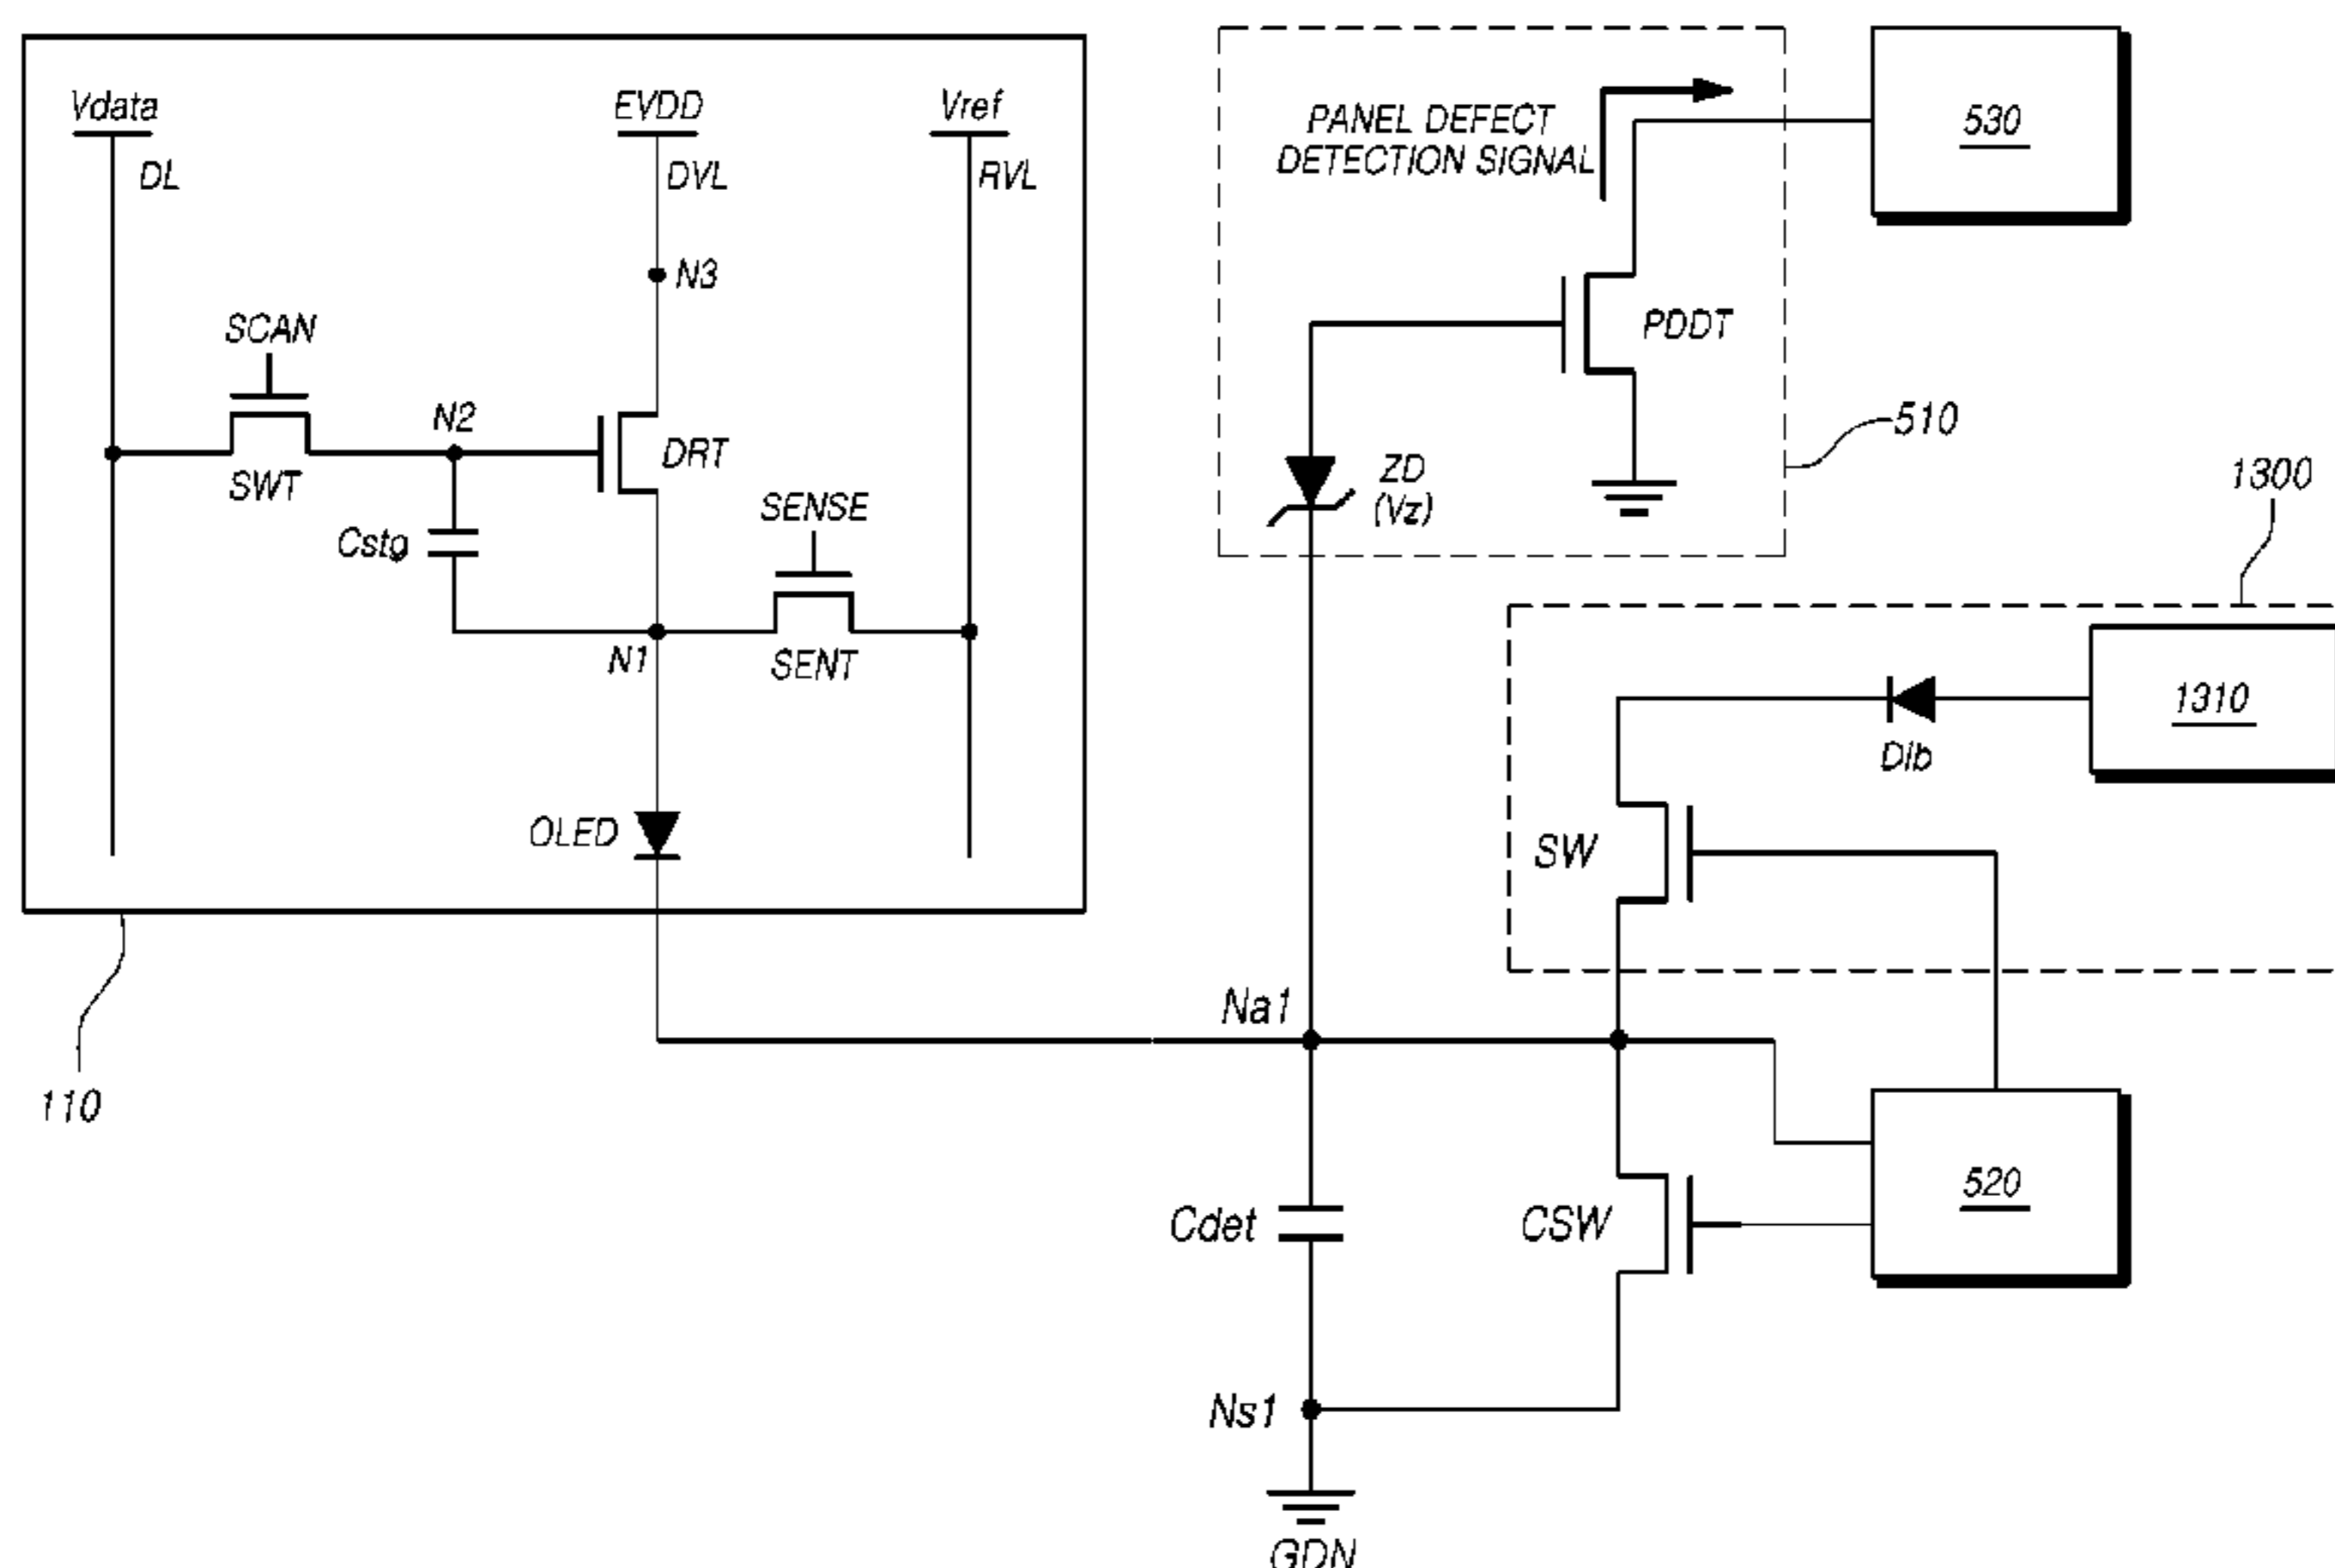 Vdata
EVDD
Vref
DL
DVL
RVL
N3
SCAN
N2
SWT
DRT
Cstg
SENSE
N1
SENT
OLED
110
PANEL DEFECT
DETECTION SIGNAL
530
PDDT
510
ZD
(Vz)
1300
1310
DIb
SW
Na1
520
Cdet
CSW
Ns1
GDN